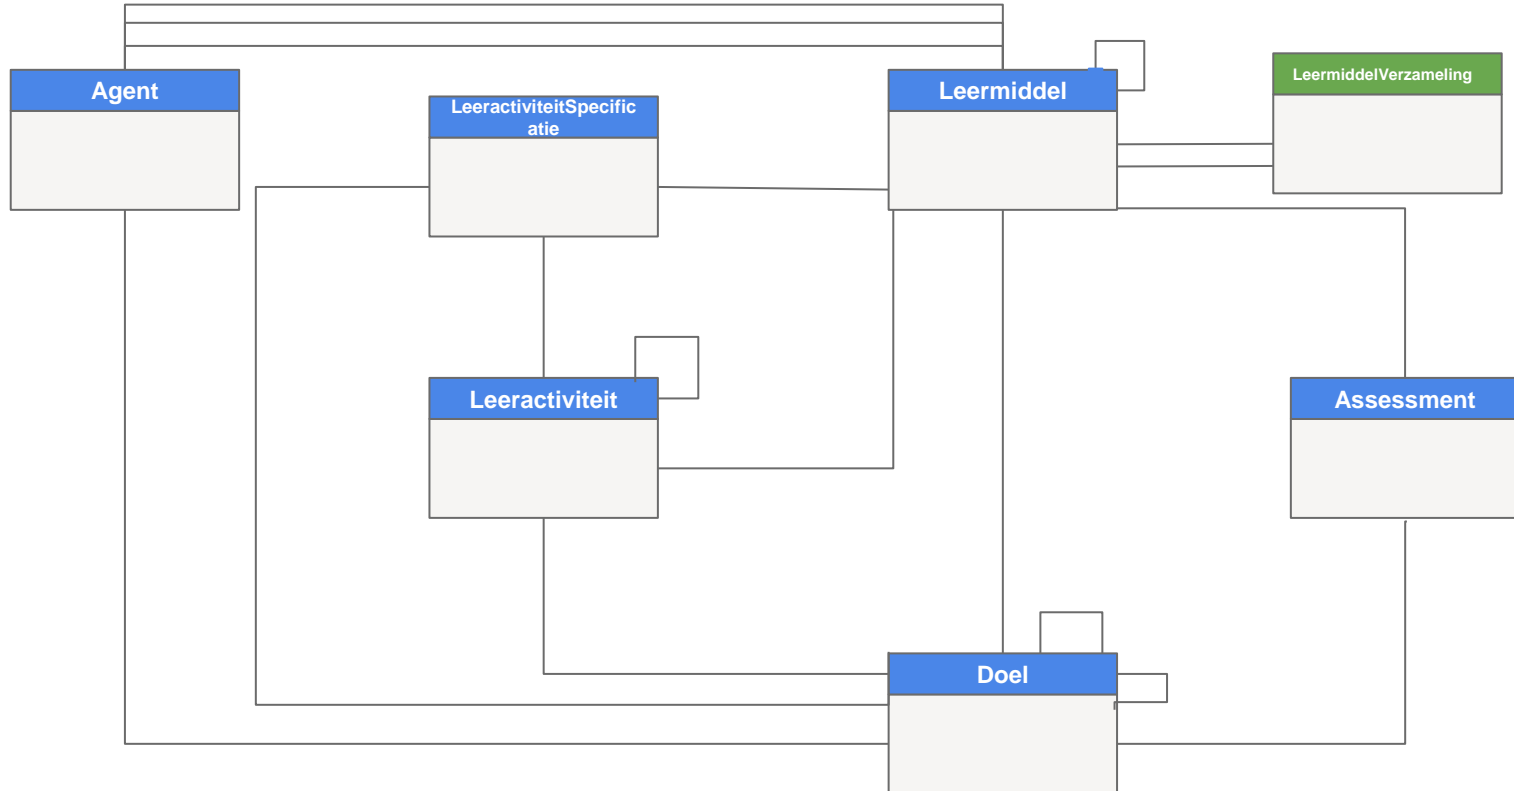 Agent
LeeractiviteitSpecific
atie
Leermiddel
LeermiddelVerzameling
Leeractiviteit
Assessment
Doel